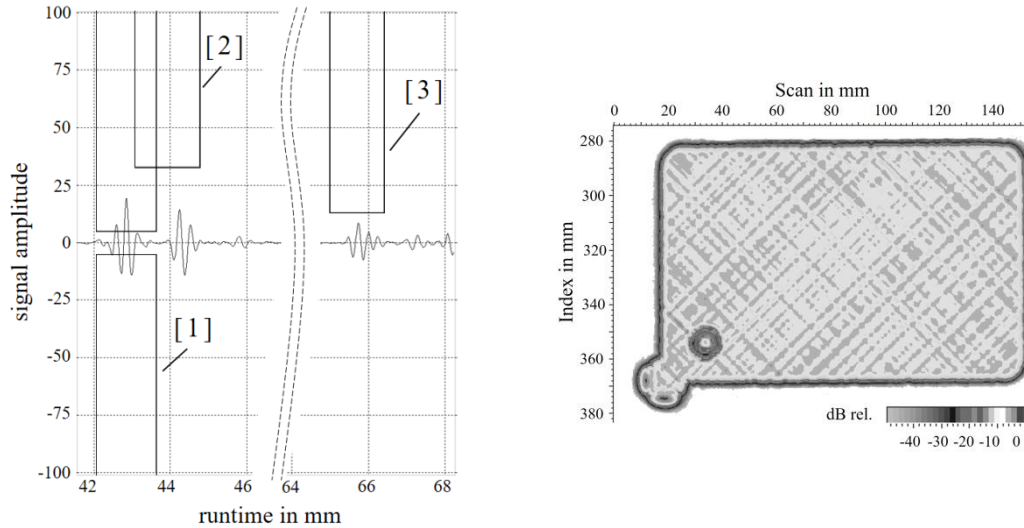 100
75
50
25
0
-25
-50
-75
-100
signal amplitude
[2]
[3]
[1]
42 44 46 64 66 68
runtime in mm
Scan in mm
0 20 40 60 80 100 120 140
Index in mm
280
300
320
340
360
380
dB rel.
-40 -30 -20 -10 0